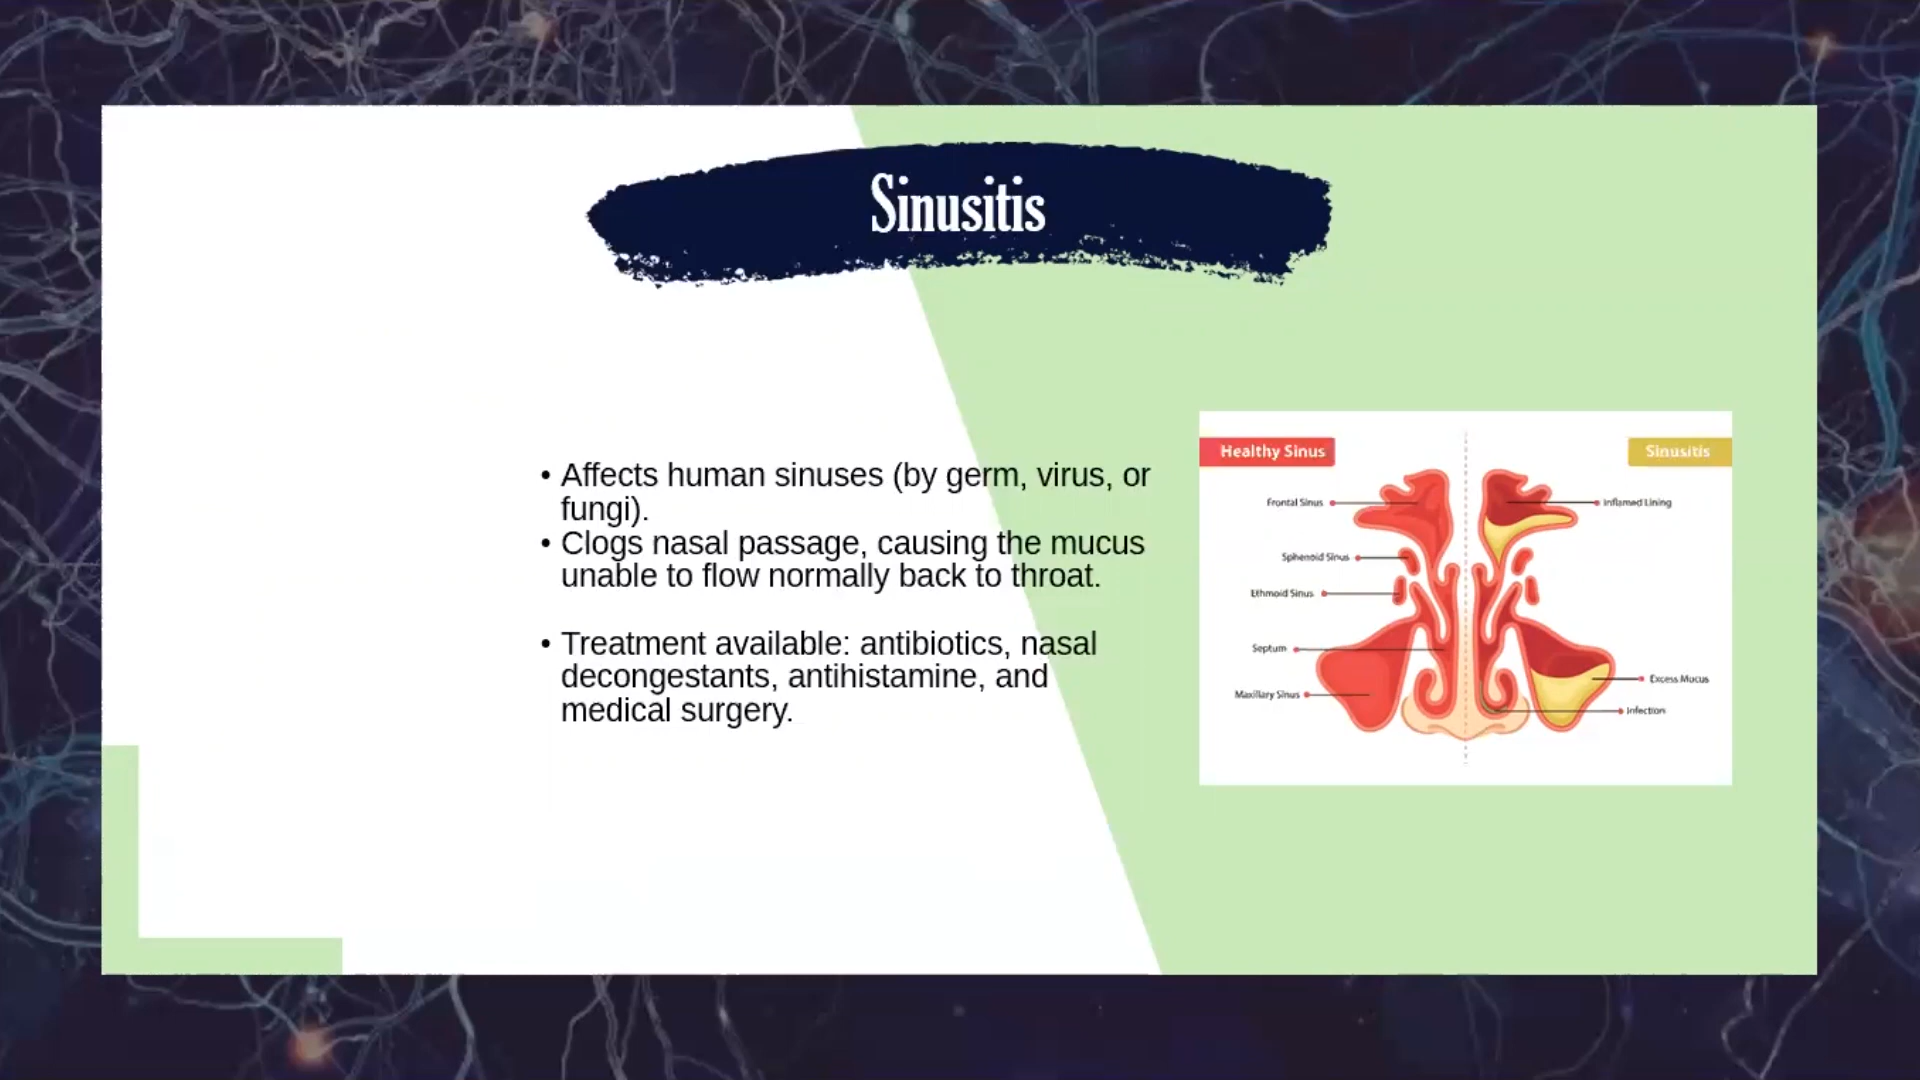 Sinusitis
• Affects human sinuses (by germ, virus, or
fungi).
• Clogs nasal passage, causing the mucus
unable to flow normally back to throat.
• Treatment available: antibiotics, nasal
decongestants, antihistamine, and
medical surgery.
Healthy Sinus
Sinusitis
Frontal Sinus
Sphenoid Sinus
Ethmoid Sinus
Septum
Maxillary Sinus
Inflamed Lining
Excess Mucus
Infection